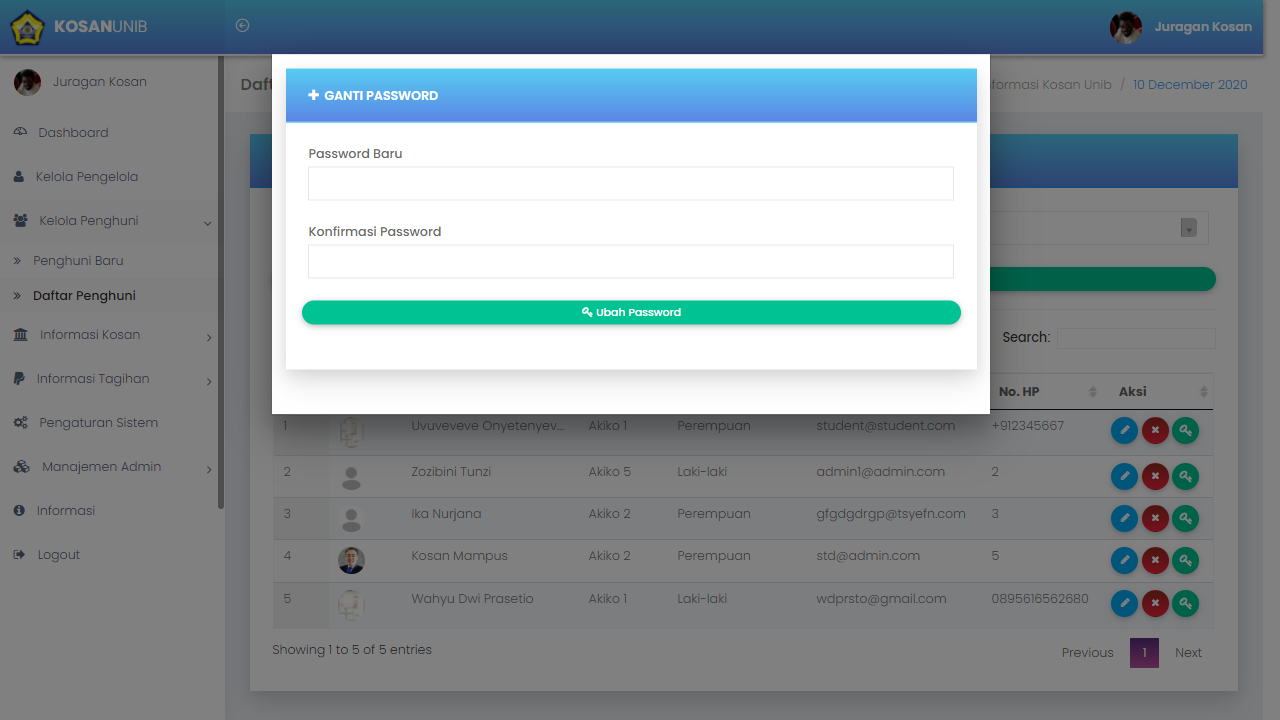 KOSANUNIB
Juragan Kosan
Juragan Kosan
Dashboard
Kelola Pengelola
Kelola Penghuni
Penghuni Baru
Daftar Penghuni
Informasi Kosan
Informasi Tagihan
Pengaturan Sistem
Manajemen Admin
Informasi
Logout
Kosan Unib / 10 December 2020
GANTI PASSWORD
Password Baru
Konfirmasi Password
Ubah Password
Search:
No. HP Aksi
1 Uvuveveve Onyetenyev... Akiko 1 Perempuan student@student.com +912345667
2 Zozibini Tunzi Akiko 5 Laki-laki admin1@admin.com 2
3 Ika Nurjana Akiko 2 Perempuan gfgdgdrgp@tsyefn.com 3
4 Kosan Mampus Akiko 2 Perempuan std@admin.com 5
5 Wahyu Dwi Prasetio Akiko 1 Laki-laki wdprsto@gmail.com 0895616562680
Showing 1 to 5 of 5 entries
Previous 1 Next